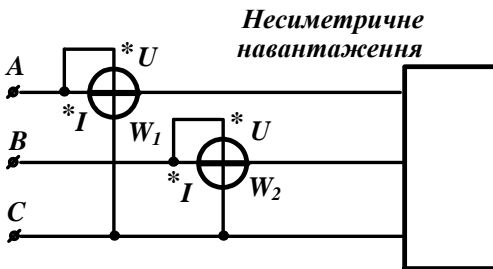 Несиметричне
навантаження
A
* U
* I
W1
B
* U
* I
W2
C